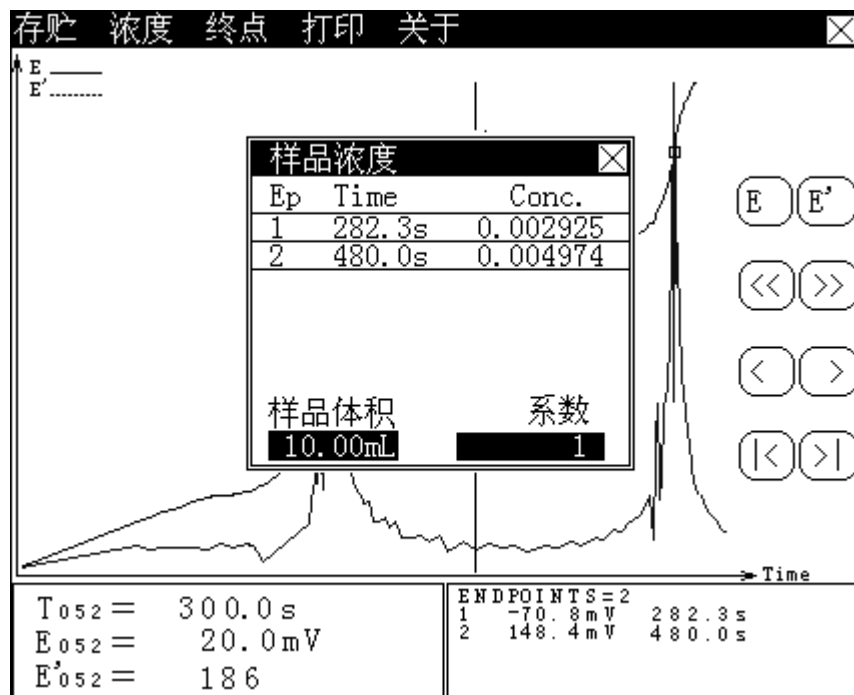 存贮 浓度 终点 打印 关于
E
E'
样品浓度
Ep Time Conc.
1 282.3s 0.002925
2 480.0s 0.004974
样品体积 系数
10.00mL 1
E E'
<< >>
< >
|< >|
Time
T052= 300.0s
E052= 20.0mV
E'052= 186
ENDPOINTS=2
1 -70.8mV 282.3s
2 148.4mV 480.0s